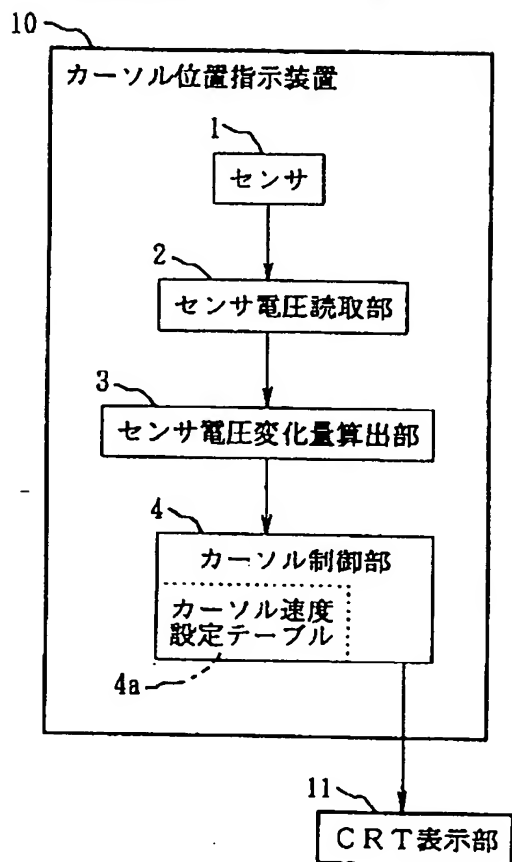 10
カーソル位置指示装置
1
センサ
2
センサ電圧読取部
3
センサ電圧変化量算出部
4
カーソル制御部
カーソル速度
設定テーブル
4a
11
CRT表示部